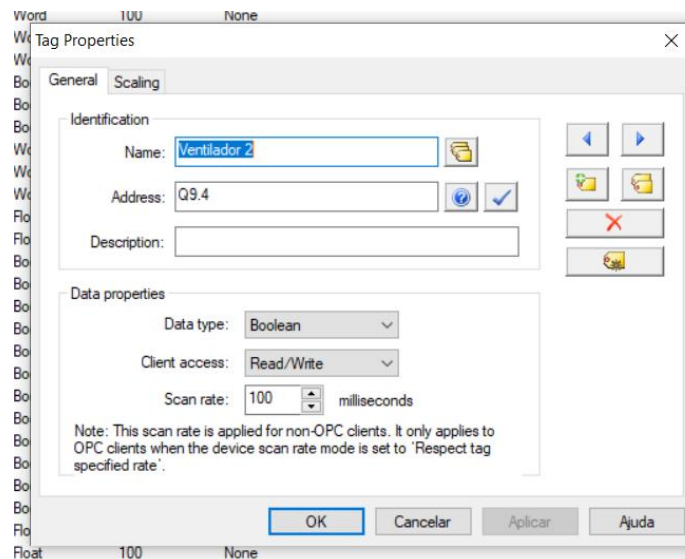 Word 100 None
Tag Properties
General Scaling
Identification
Name: Ventilador 2
Address: Q9.4
Description:
Data properties
Data type: Boolean
Client access: Read/Write
Scan rate: 100 milliseconds
Note: This scan rate is applied for non-OPC clients. It only applies to
OPC clients when the device scan rate mode is set to 'Respect tag
specified rate'.
OK Cancelar Aplicar Ajuda
Float 100 None